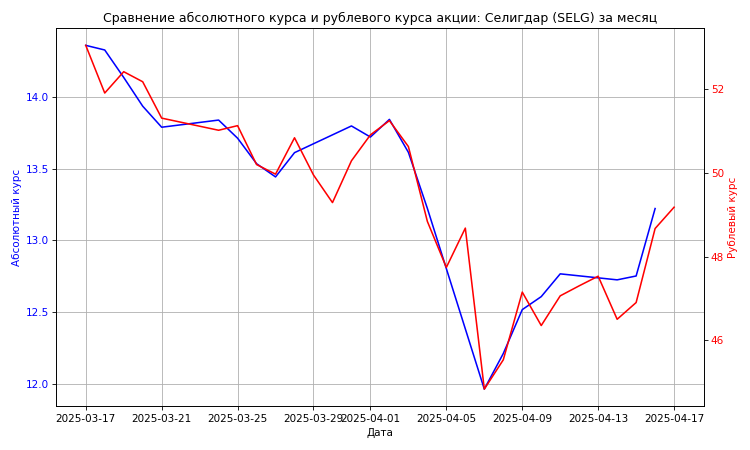 Сравнение абсолютного курса и рублевого курса акции: Селигдар (SELG) за месяц
Абсолютный курс
14.0
13.5
13.0
12.5
12.0
52
50
48
46
Рублевый курс
2025-03-17 2025-03-21 2025-03-25 2025-03-29 2025-04-01 2025-04-05 2025-04-09 2025-04-13 2025-04-17
Дата